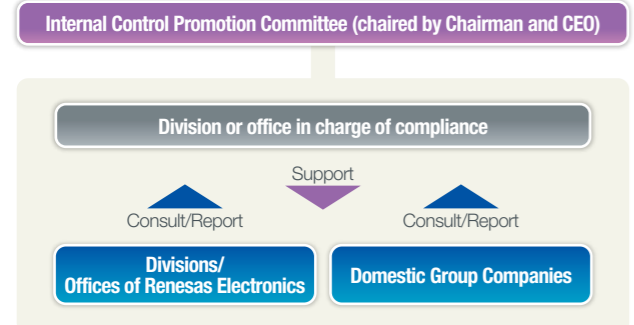 Internal Control Promotion Committee (chaired by Chairman and CEO)
Division or office in charge of compliance
Support
Consult/Report
Consult/Report
Divisions/
Offices of Renesas Electronics
Domestic Group Companies